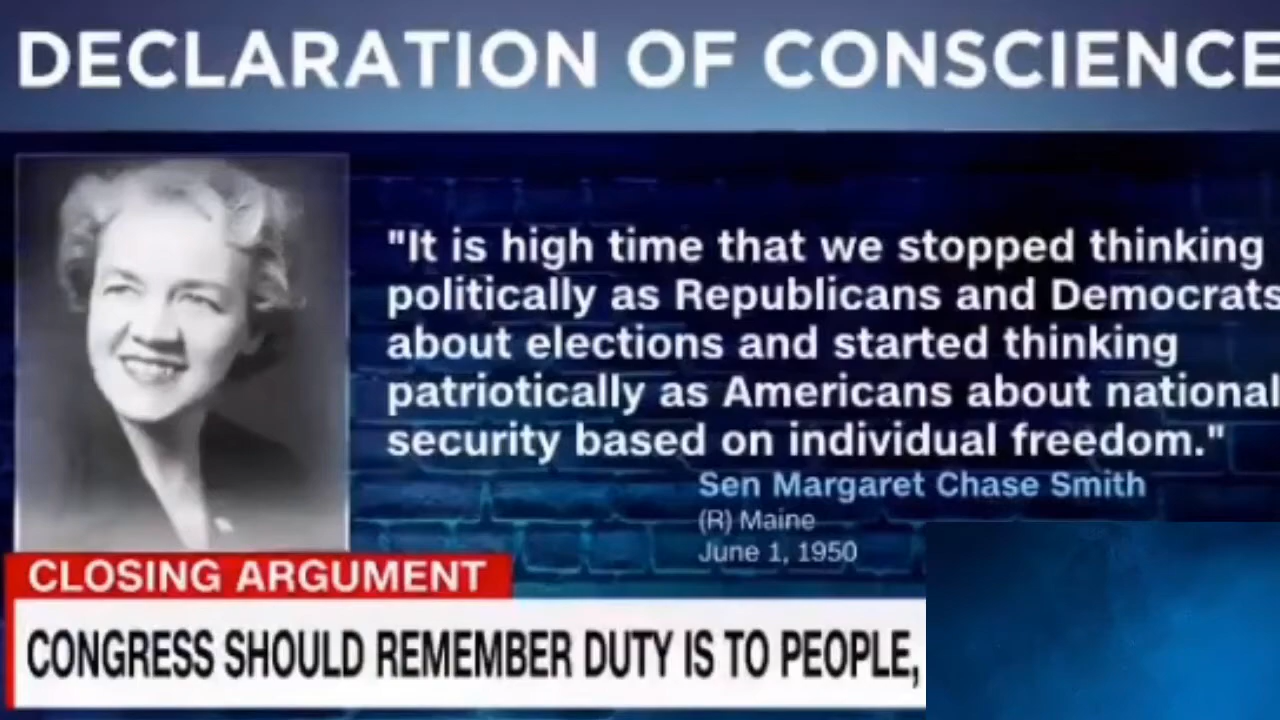 DECLARATION OF CONSCIENCE
"It is high time that we stopped thinking
politically as Republicans and Democrats
about elections and started thinking
patriotically as Americans about national
security based on individual freedom."
Sen Margaret Chase Smith
(R) Maine
June 1, 1950
CLOSING ARGUMENT
CONGRESS SHOULD REMEMBER DUTY IS TO PEOPLE,